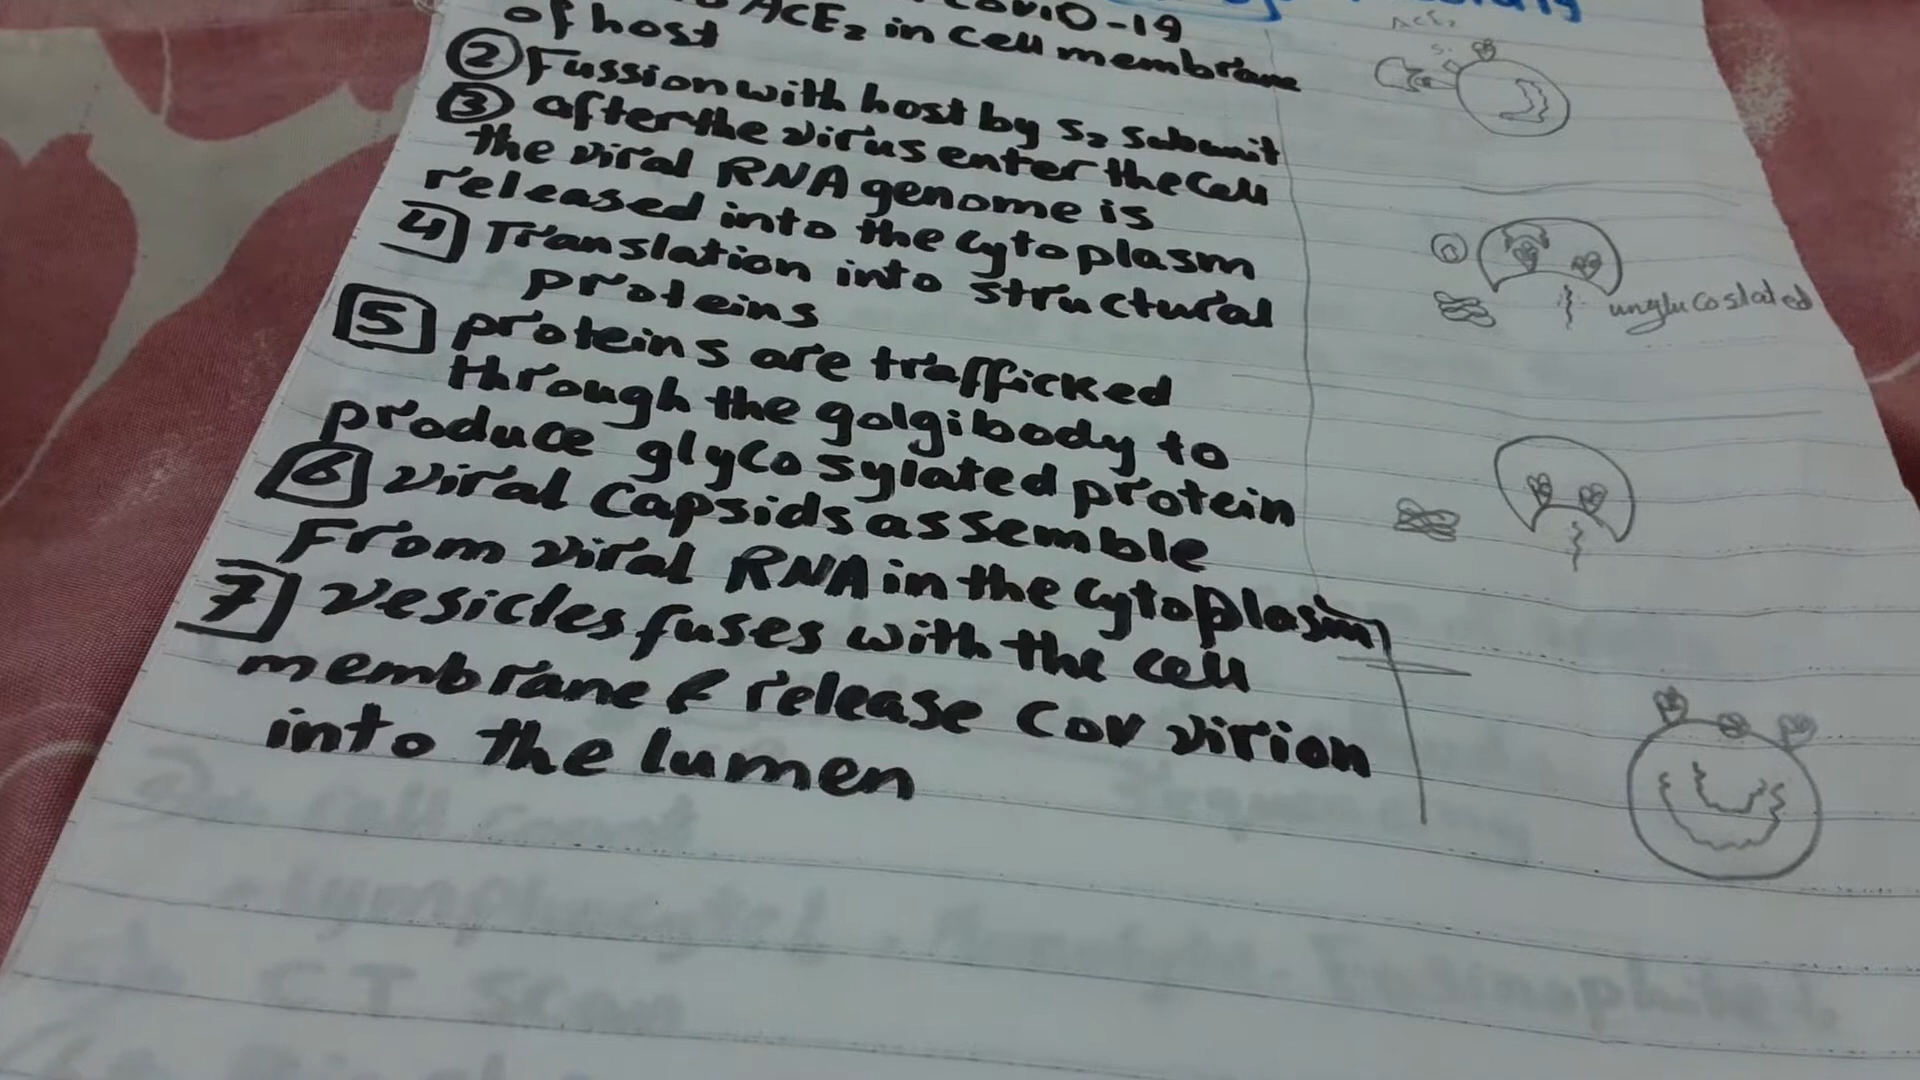 COVID-19
ACE2 in cell membrane
of host
2 Fussion with host by S2 subunit
3 after the virus enter the cell
the viral RNA genome is
released into the cytoplasm
4 Translation into structural
proteins
5 proteins are trafficked
through the golgi body to
produce glycosylated protein
6 viral capsids assemble
From viral RNA in the cytoplasm
7 vesicles fuses with the cell
membrane & release Cov virion
into the lumen
ACE2
S.
unglucoslated